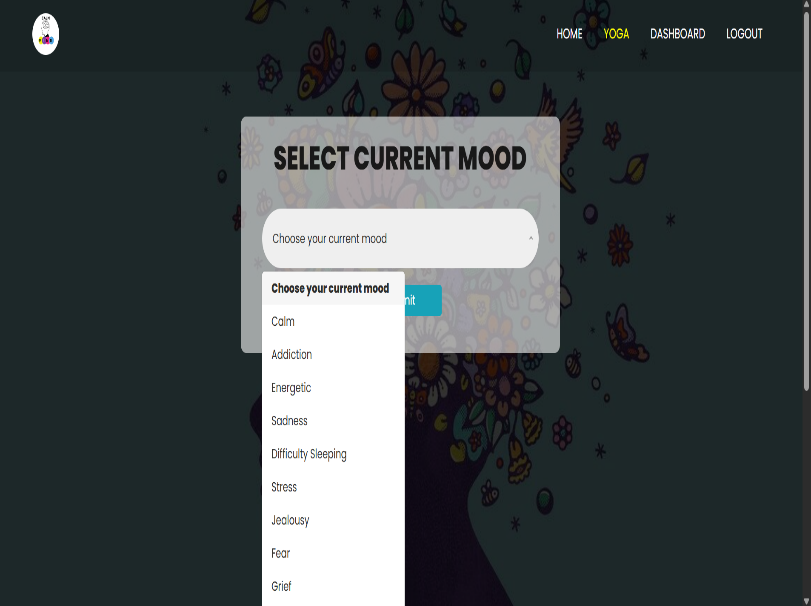 HOME YOGA DASHBOARD LOGOUT
SELECT CURRENT MOOD
Choose your current mood
Choose your current mood
Calm
Addiction
Energetic
Sadness
Difficulty Sleeping
Stress
Jealousy
Fear
Grief